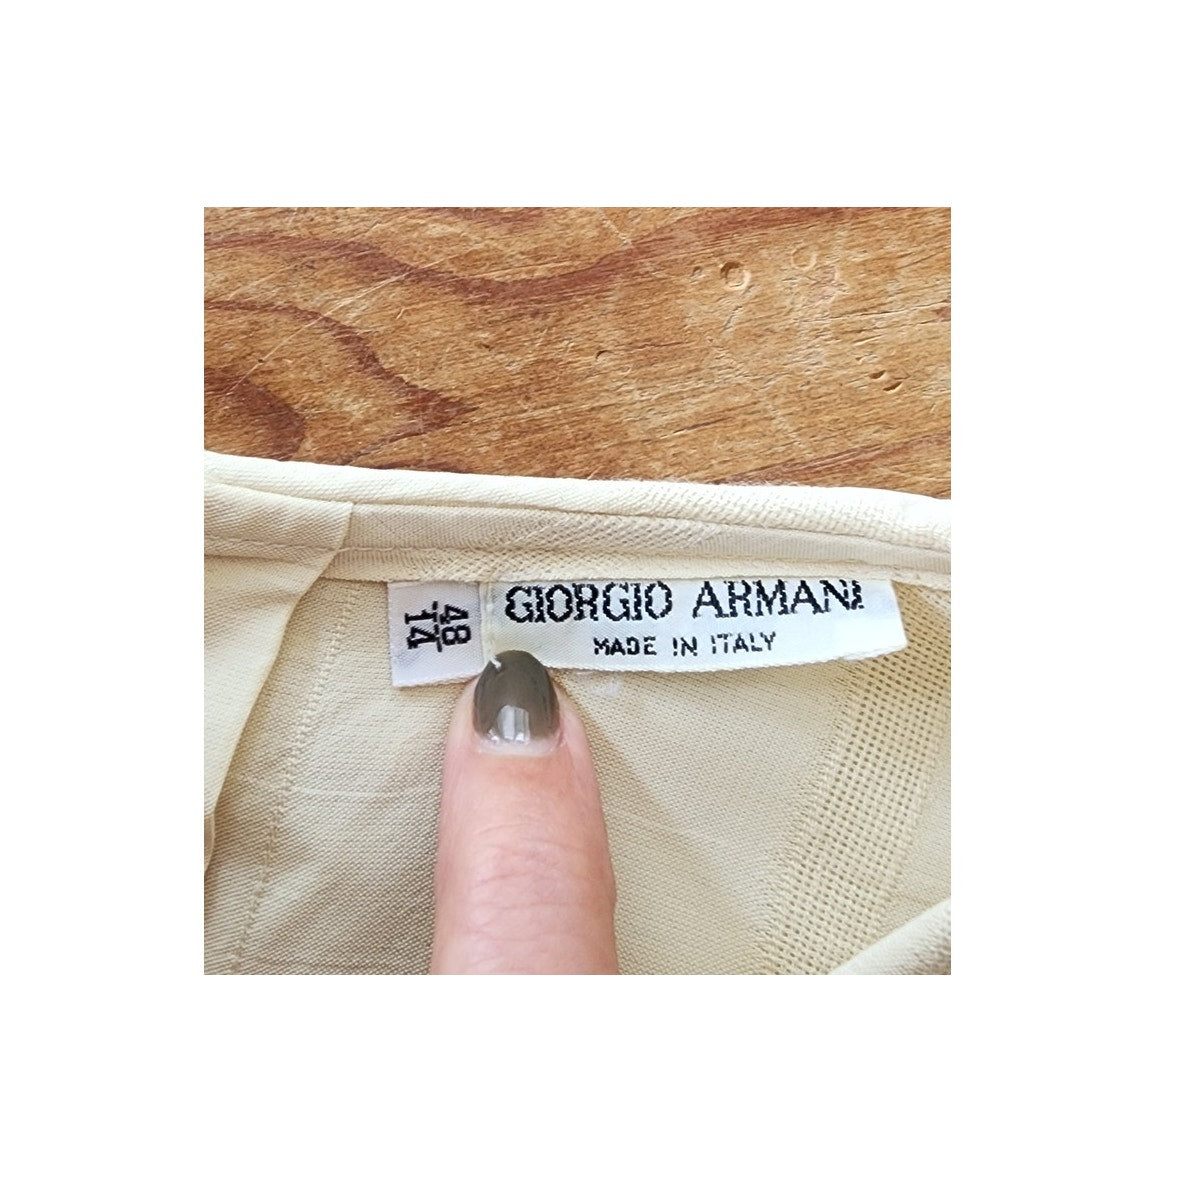 48
14
GIORGIO ARMANI
MADE IN ITALY